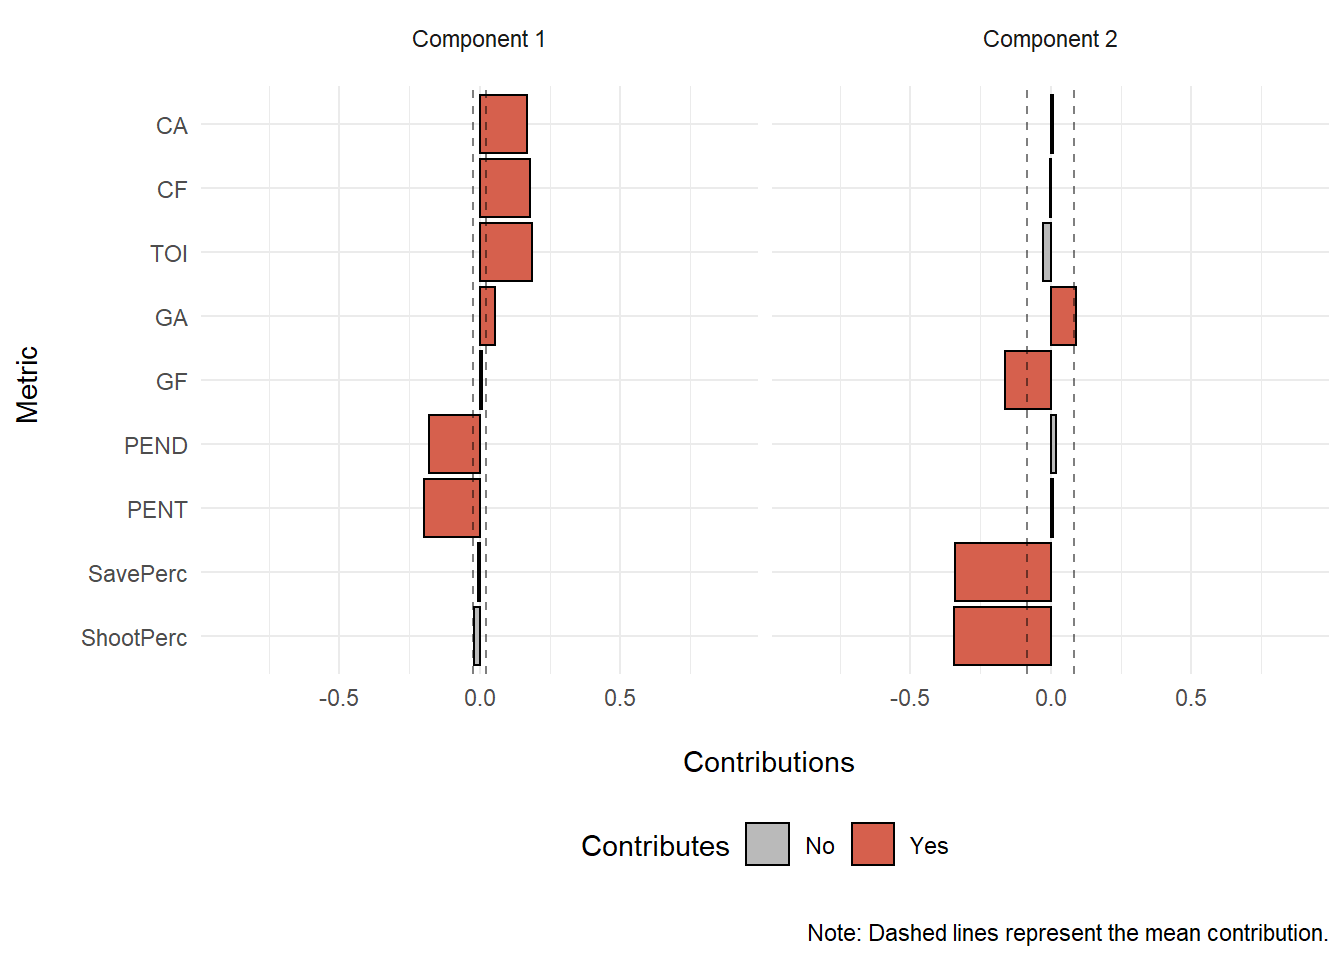 Component 1
Component 2
CA
CF
TOI
GA
GF
PEND
PENT
SavePerc
ShootPerc
Metric
-0.5 0.0 0.5
-0.5 0.0 0.5
Contributions
Contributes No Yes
Note: Dashed lines represent the mean contribution.